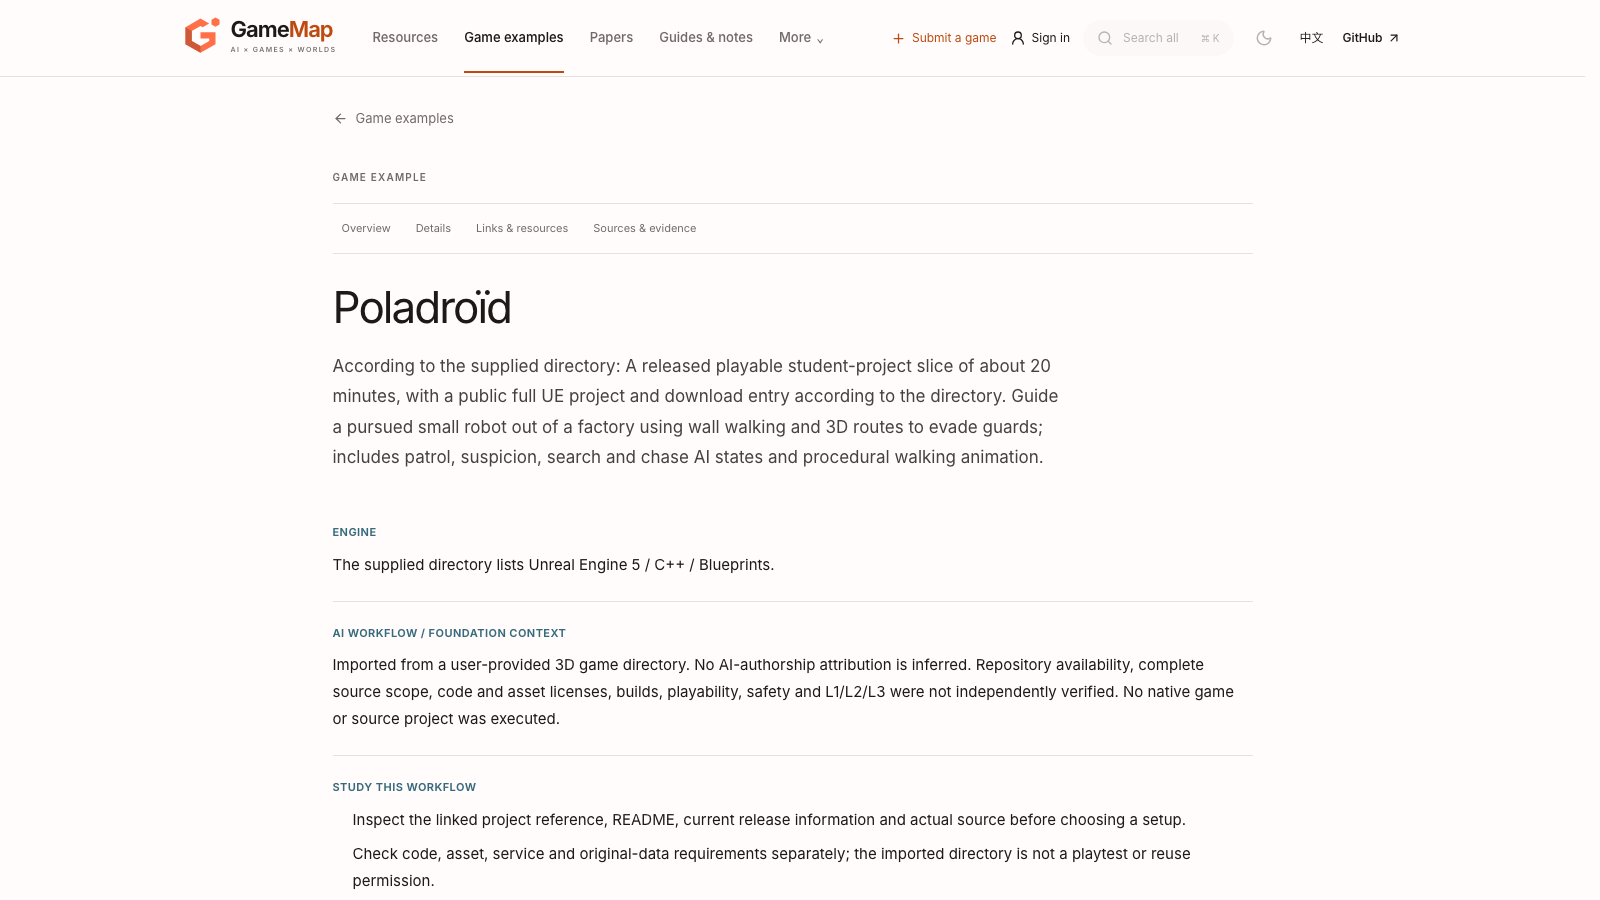 GameMap
AI × GAMES × WORLDS
Resources
Game examples
Papers
Guides & notes
More
Submit a game
Sign in
Search all
⌘ K
中文
GitHub
Game examples
GAME EXAMPLE
Overview
Details
Links & resources
Sources & evidence
Poladroïd
According to the supplied directory: A released playable student-project slice of about 20
minutes, with a public full UE project and download entry according to the directory. Guide
a pursued small robot out of a factory using wall walking and 3D routes to evade guards;
includes patrol, suspicion, search and chase AI states and procedural walking animation.
ENGINE
The supplied directory lists Unreal Engine 5 / C++ / Blueprints.
AI WORKFLOW / FOUNDATION CONTEXT
Imported from a user-provided 3D game directory. No AI-authorship attribution is inferred. Repository availability, complete
source scope, code and asset licenses, builds, playability, safety and L1/L2/L3 were not independently verified. No native game
or source project was executed.
STUDY THIS WORKFLOW
Inspect the linked project reference, README, current release information and actual source before choosing a setup.
Check code, asset, service and original-data requirements separately; the imported directory is not a playtest or reuse
permission.